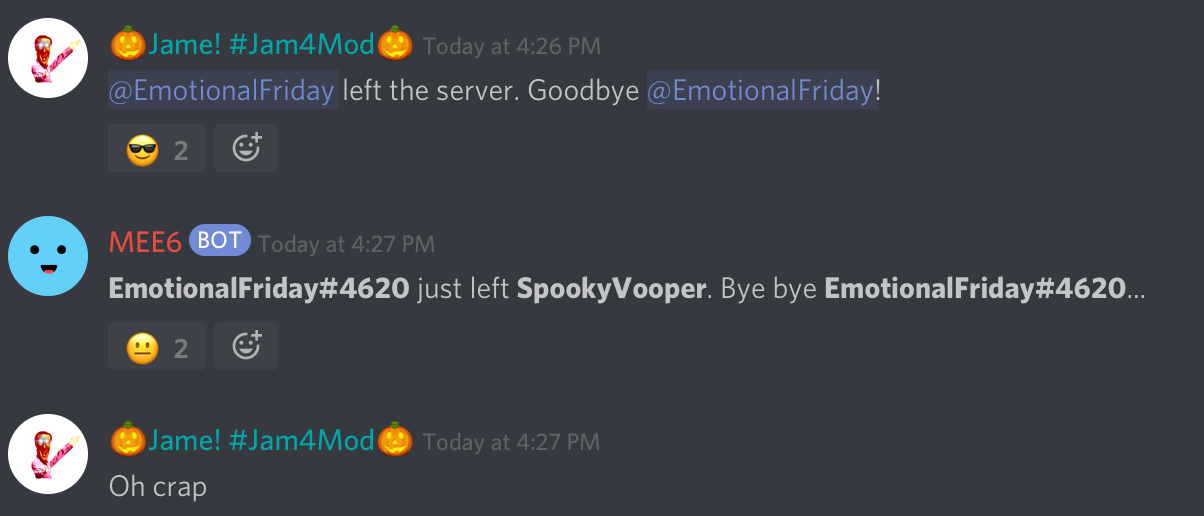 🎃Jame! #Jam4Mod🎃 Today at 4:26 PM
@EmotionalFriday left the server. Goodbye @EmotionalFriday!
😎 2
MEE6 BOT Today at 4:27 PM
EmotionalFriday#4620 just left SpookyVooper. Bye bye EmotionalFriday#4620...
😐 2
🎃Jame! #Jam4Mod🎃 Today at 4:27 PM
Oh crap